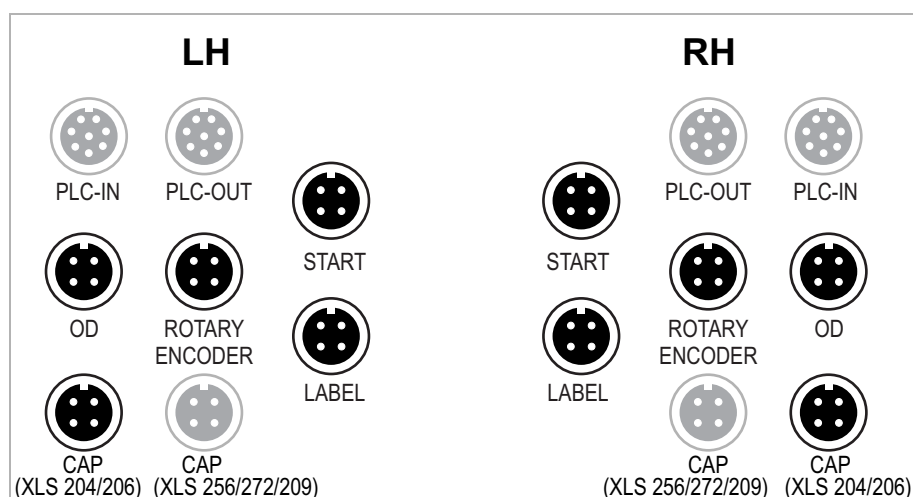 LH
RH
PLC-IN
PLC-OUT
PLC-OUT
PLC-IN
START
START
OD
ROTARY
ENCODER
ROTARY
ENCODER
OD
LABEL
LABEL
CAP
(XLS 204/206)
CAP
(XLS 256/272/209)
CAP
(XLS 256/272/209)
CAP
(XLS 204/206)